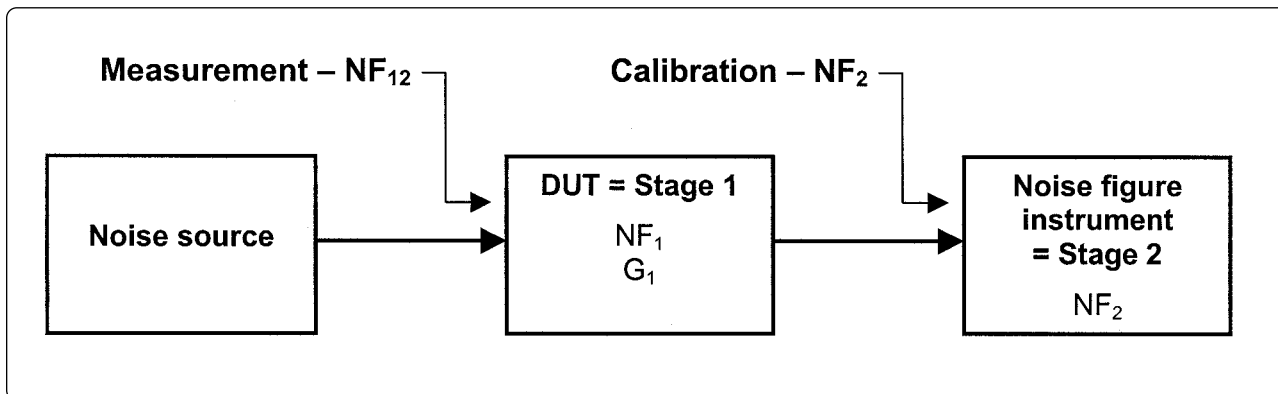 Measurement – NF₁₂
Calibration – NF₂
Noise source
DUT = Stage 1
NF₁
G₁
Noise figure
instrument
= Stage 2
NF₂